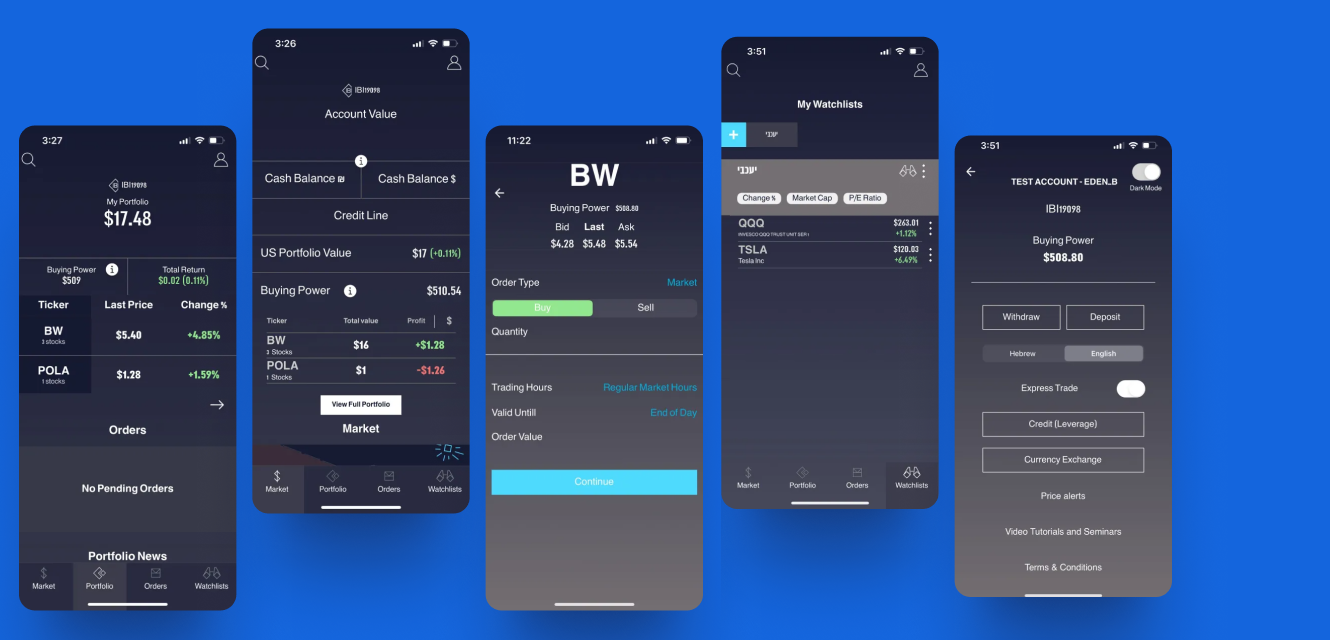 3:27
IBI19098
My Portfolio
$17.48
Buying Power
$509
i
Total Return
$0.02 (0.11%)
Ticker Last Price Change %
BW
3 stocks
$5.40 +4.85%
POLA
1 stocks
$1.28 +1.59%
Orders
No Pending Orders
Portfolio News
$
Market Portfolio Orders Watchlists
3:26
IBI19098
Account Value
i
Cash Balance ₪ Cash Balance $
Credit Line
US Portfolio Value $17 (+0.11%)
Buying Power i $510.54
Ticker Total value Profit | $
BW
3 Stocks
$16 +$1.28
POLA
1 Stocks
$1 -$1.26
View Full Portfolio
Market
$
Market Portfolio Orders Watchlists
11:22
BW
Buying Power $508.80
Bid Last Ask
$4.28 $5.48 $5.54
Order Type Market
Buy Sell
Quantity
Trading Hours Regular Market Hours
Valid Untill End of Day
Order Value
Continue
3:51
My Watchlists
+ יענכי
יענכי
Change % Market Cap P/E Ratio
QQQ $263.01
INVESCO QQQ TRUST UNIT SER 1 +1.12%
TSLA $120.03
Tesla Inc +6.49%
$
Market Portfolio Orders Watchlists
3:51
TEST ACCOUNT - EDEN_B
Dark Mode
IBI19098
Buying Power
$508.80
Withdraw Deposit
Hebrew English
Express Trade
Credit (Leverage)
Currency Exchange
Price alerts
Video Tutorials and Seminars
Terms & Conditions